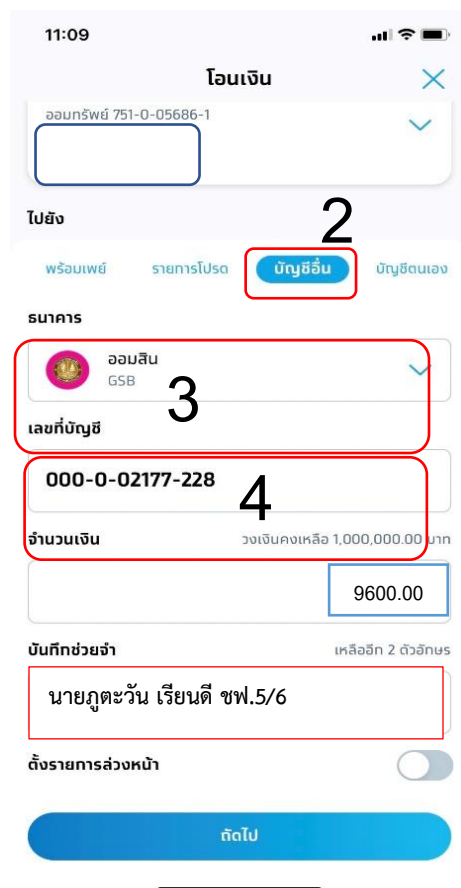 11:09
โอนเงิน
ออมทรัพย์ 751-0-05686-1
ไปยัง
2
พร้อมเพย์ รายการโปรด บัญชีอื่น บัญชีตนเอง
ธนาคาร
ออมสิน
GSB
3
เลขที่บัญชี
000-0-02177-228
4
จำนวนเงิน วงเงินคงเหลือ 1,000,000.00 บาท
9600.00
บันทึกช่วยจำ เหลืออีก 2 ตัวอักษร
นายภูตะวัน เรียนดี ชฟ.5/6
ตั้งรายการล่วงหน้า
ถัดไป